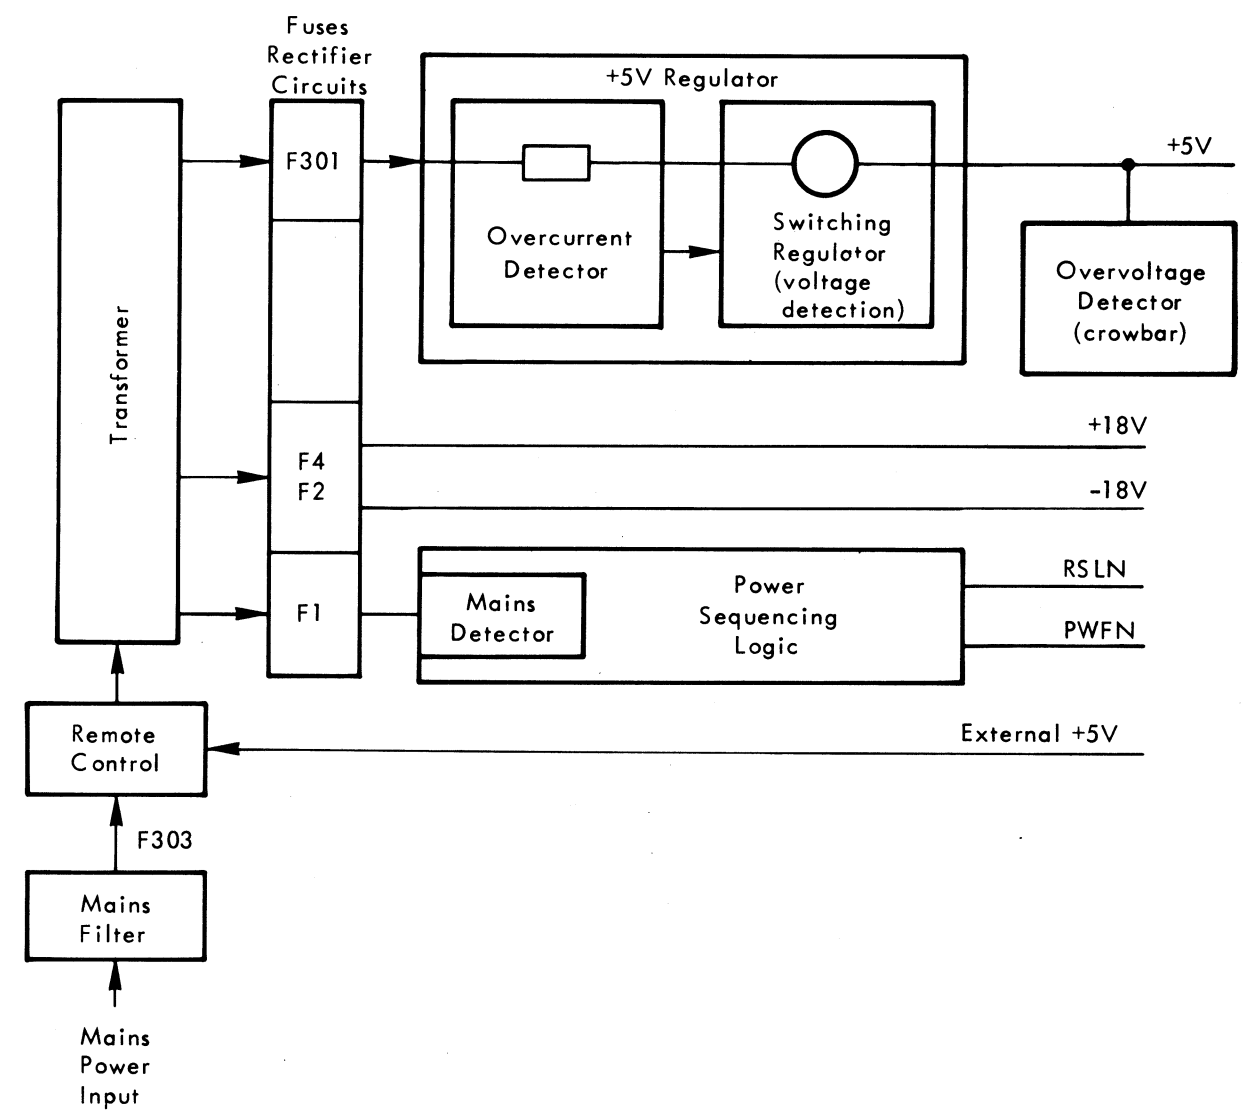 Fuses
Rectifier
Circuits
+5V Regulator
F301
+5V
Overcurrent
Detector
Switching
Regulator
(voltage
detection)
Overvoltage
Detector
(crowbar)
Transformer
+18V
F4
F2
-18V
F1
Mains
Detector
Power
Sequencing
Logic
RSLN
PWFN
Remote
Control
External +5V
F303
Mains
Filter
Mains
Power
Input